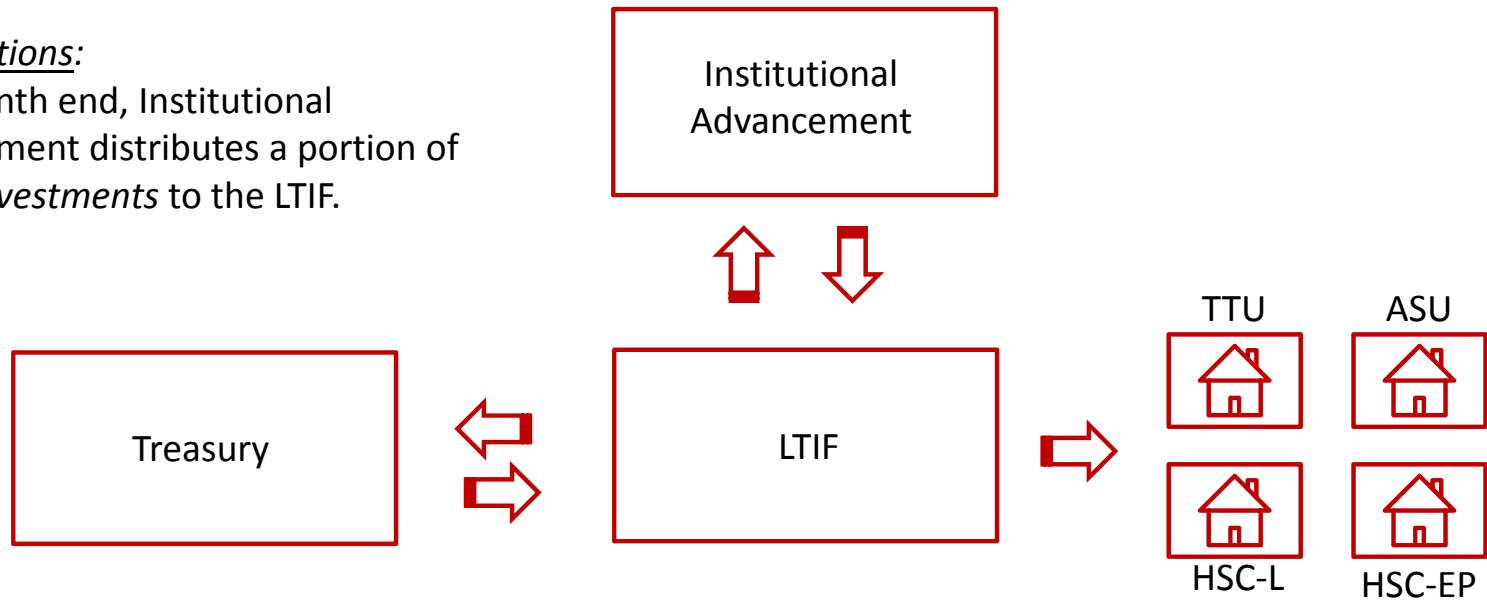 tions:
nth end, Institutional
ment distributes a portion of
vestments to the LTIF.
Institutional
Advancement
Treasury
LTIF
TTU
ASU
HSC-L
HSC-EP